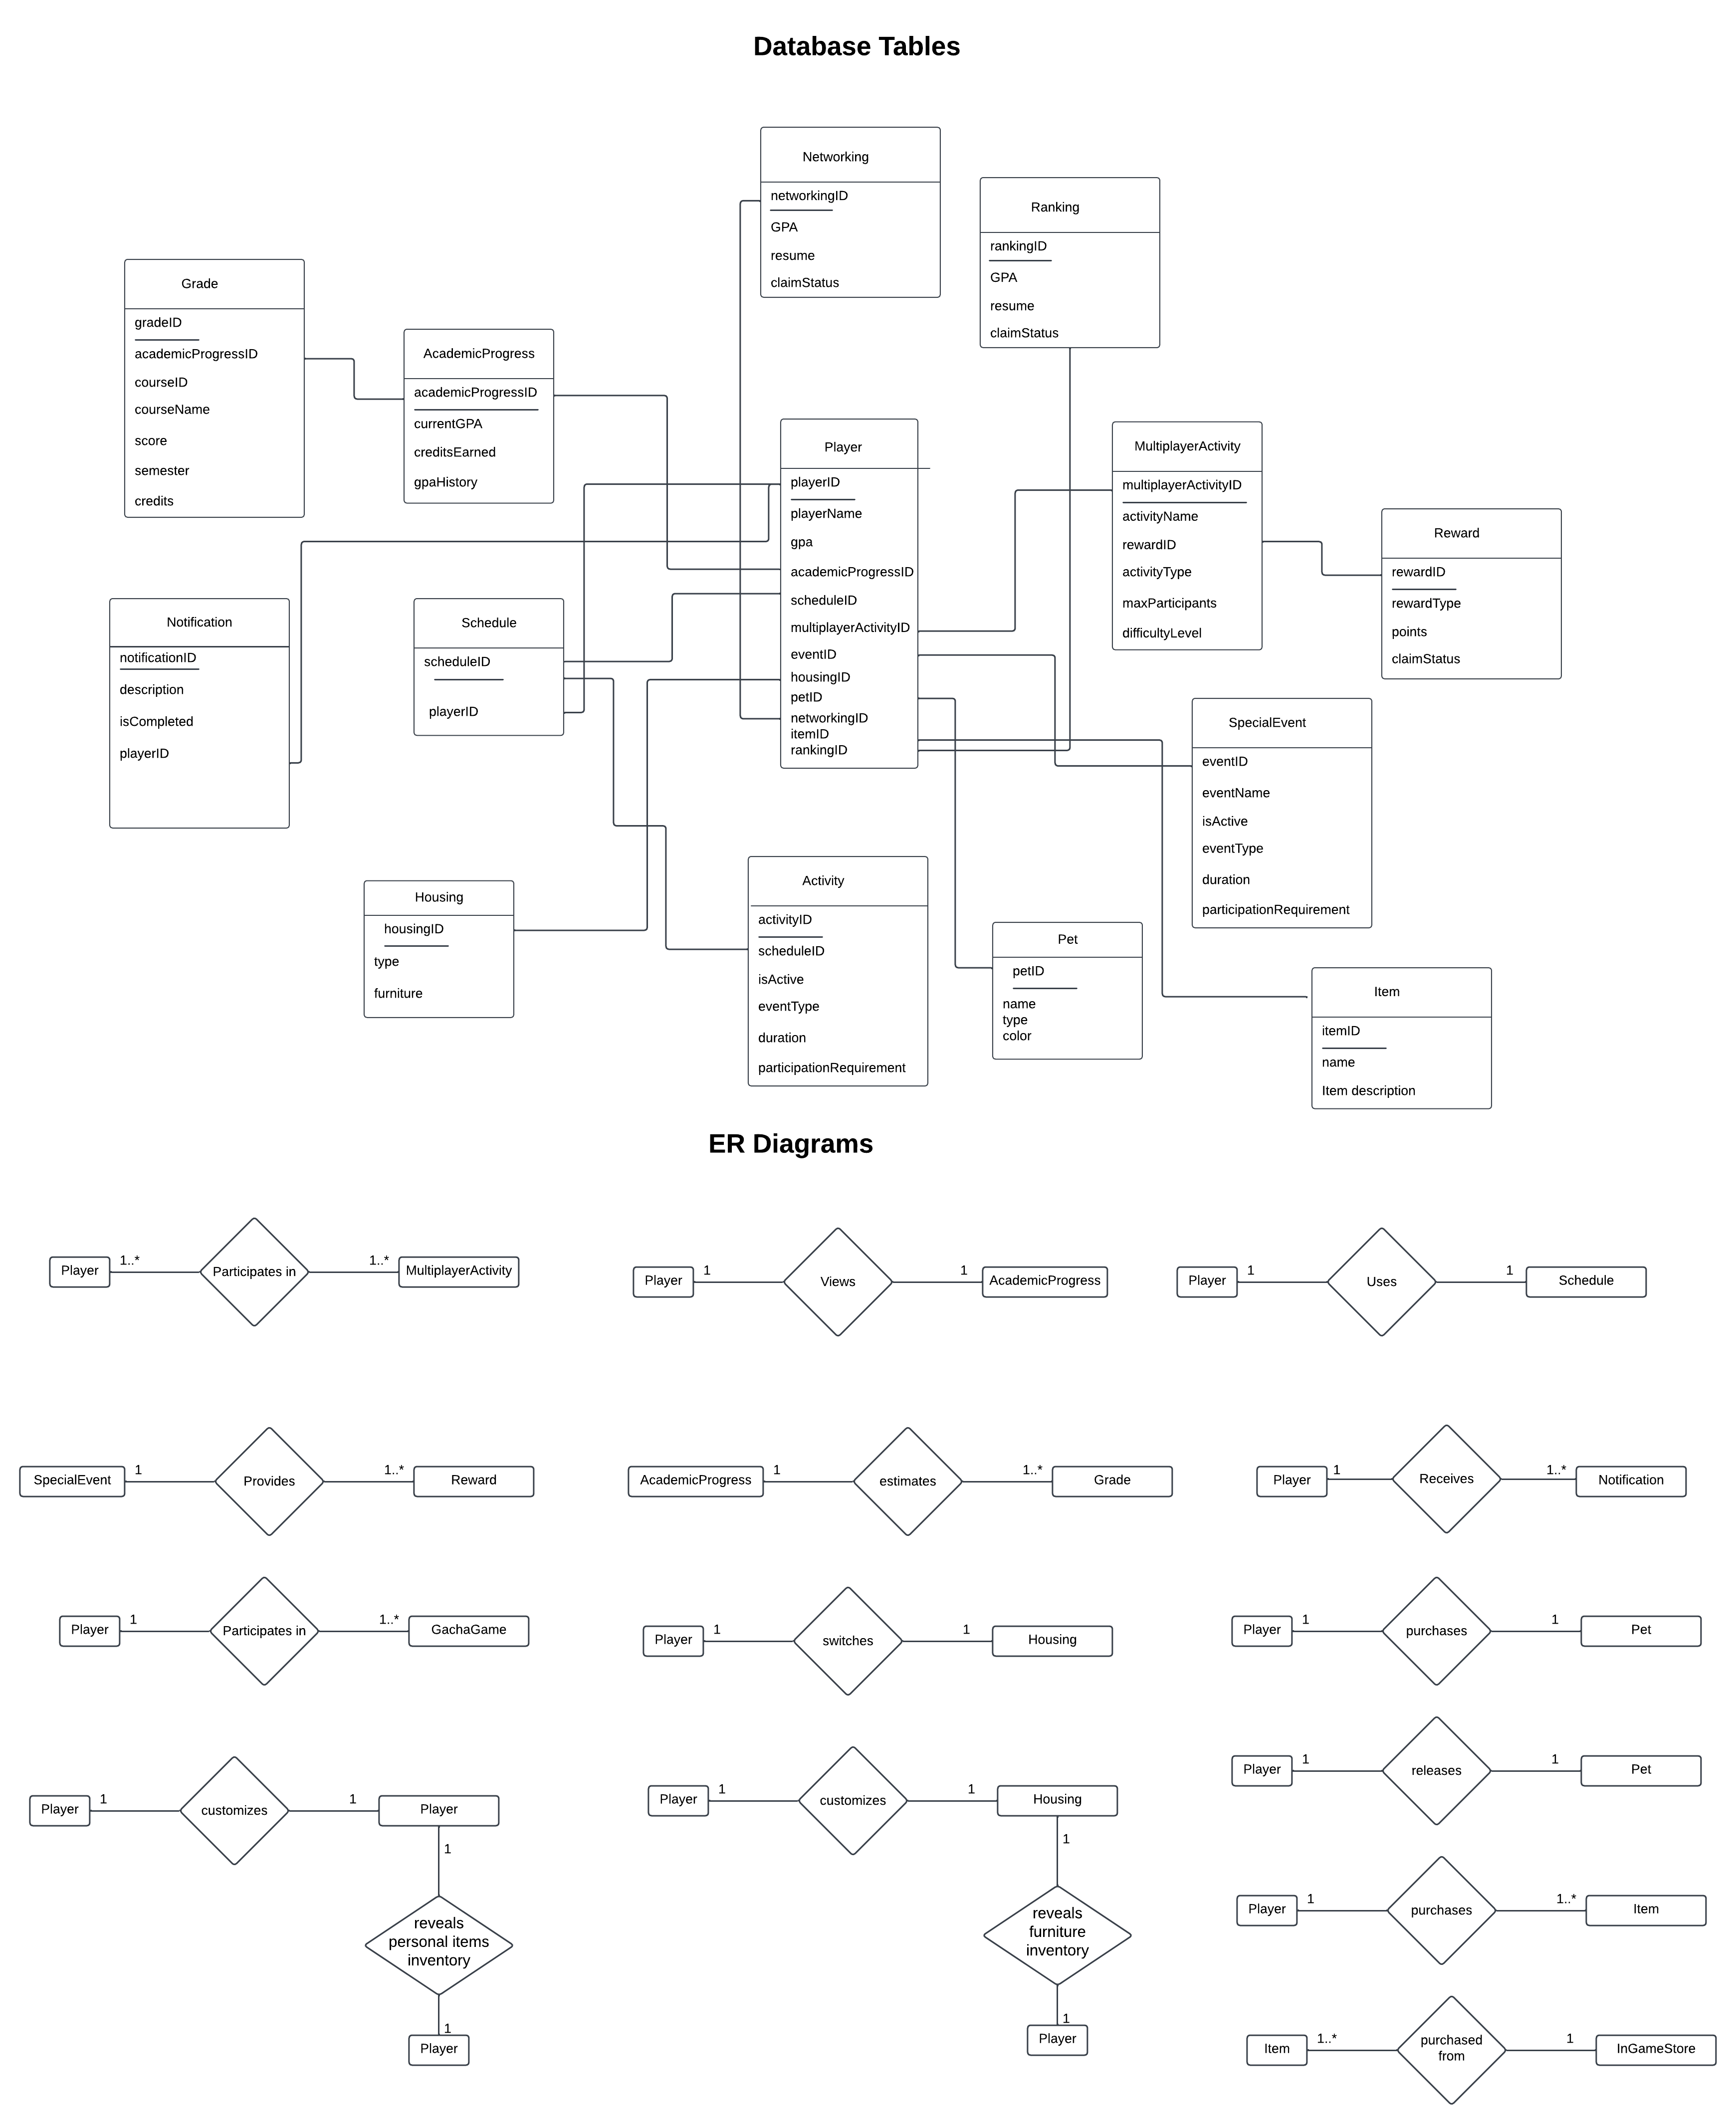 Database Tables
Networking
networkingID
GPA
resume
claimStatus
Ranking
rankingID
GPA
resume
claimStatus
Grade
gradeID
academicProgressID
courseID
courseName
score
semester
credits
AcademicProgress
academicProgressID
currentGPA
creditsEarned
gpaHistory
Player
playerID
playerName
gpa
academicProgressID
scheduleID
multiplayerActivityID
eventID
housingID
petID
networkingID
itemID
rankingID
MultiplayerActivity
multiplayerActivityID
activityName
rewardID
activityType
maxParticipants
difficultyLevel
Reward
rewardID
rewardType
points
claimStatus
Notification
notificationID
description
isCompleted
playerID
Schedule
scheduleID
playerID
SpecialEvent
eventID
eventName
isActive
eventType
duration
participationRequirement
Housing
housingID
type
furniture
Activity
activityID
scheduleID
isActive
eventType
duration
participationRequirement
Pet
petID
name
type
color
Item
itemID
name
Item description
ER Diagrams
Player
1..*
Participates in
1..*
MultiplayerActivity
Player
1
Views
1
AcademicProgress
Player
1
Uses
1
Schedule
SpecialEvent
1
Provides
1..*
Reward
AcademicProgress
1
estimates
1..*
Grade
Player
1
Receives
1..*
Notification
Player
1
Participates in
1..*
GachaGame
Player
1
switches
1
Housing
Player
1
purchases
1
Pet
Player
1
customizes
1
Player
1
reveals
personal items
inventory
1
Player
Player
1
customizes
1
Housing
1
reveals
furniture
inventory
1
Player
Player
1
releases
1
Pet
Player
1
purchases
1..*
Item
Item
1..*
purchased
from
1
InGameStore